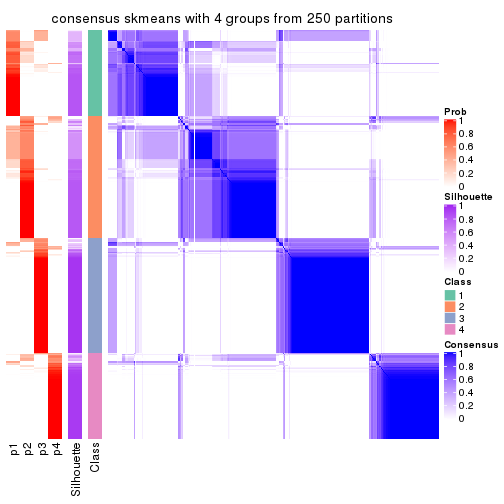 consensus skmeans with 4 groups from 250 partitions
Prob
1
0.8
0.6
0.4
0.2
0
Silhouette
1
0.8
0.6
0.4
0.2
0
Class
1
2
3
4
Consensus
1
0.8
0.6
0.4
0.2
0
p1
p2
p3
p4
Silhouette
Class